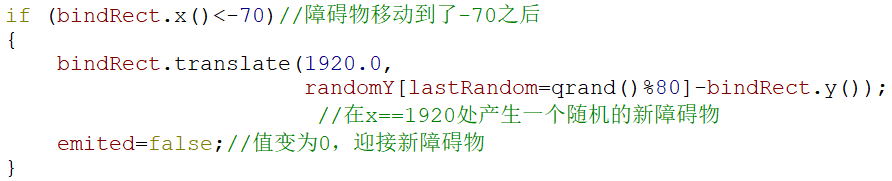 if (bindRect.x()<-70)//障碍物移动到了-70之后
{
    bindRect.translate(1920.0,
                        randomY[lastRandom=qrand()%80]-bindRect.y());
                         //在x==1920处产生一个随机的新障碍物
    emited=false;//值变为0，迎接新障碍物
}